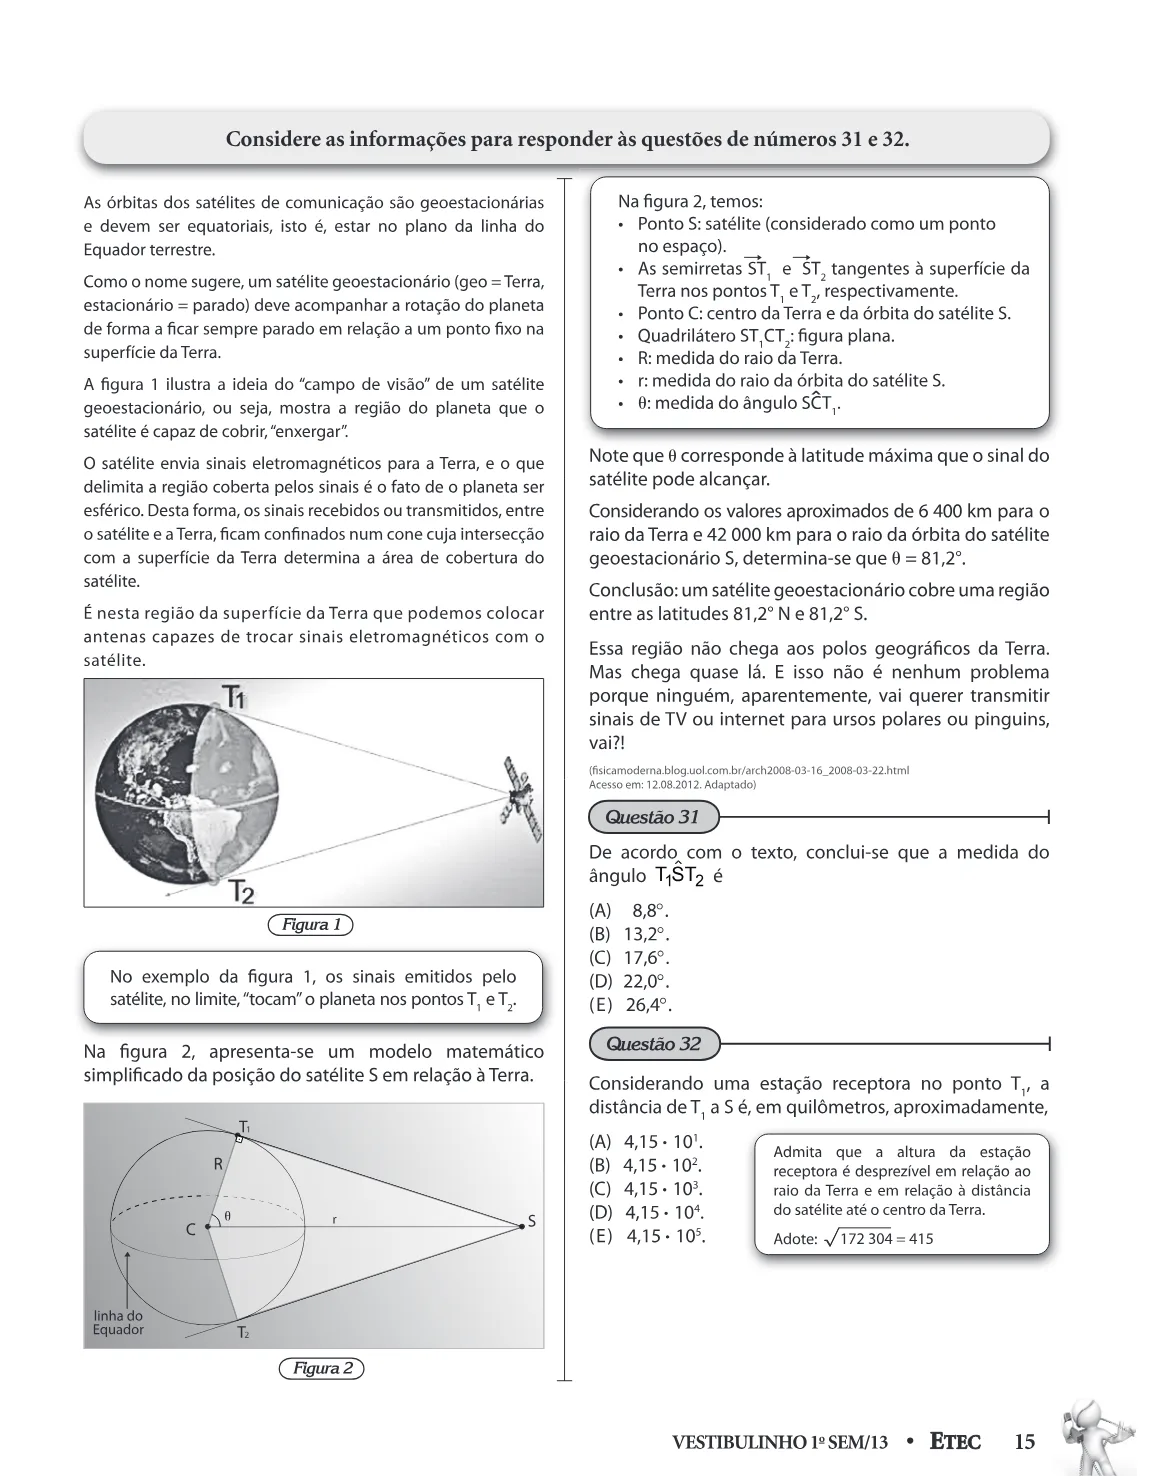 Considere as informações para responder às questões de números 31 e 32.
As órbitas dos satélites de comunicação são geoestacionárias
e devem ser equatoriais, isto é, estar no plano da linha do
Equador terrestre.
Como o nome sugere, um satélite geoestacionário (geo = Terra,
estacionário = parado) deve acompanhar a rotação do planeta
de forma a ficar sempre parado em relação a um ponto fixo na
superfície da Terra.
A figura 1 ilustra a ideia do “campo de visão” de um satélite
geoestacionário, ou seja, mostra a região do planeta que o
satélite é capaz de cobrir, “enxergar”.
O satélite envia sinais eletromagnéticos para a Terra, e o que
delimita a região coberta pelos sinais é o fato de o planeta ser
esférico. Desta forma, os sinais recebidos ou transmitidos, entre
o satélite e a Terra, ficam confinados num cone cuja intersecção
com a superfície da Terra determina a área de cobertura do
satélite.
É nesta região da superfície da Terra que podemos colocar
antenas capazes de trocar sinais eletromagnéticos com o
satélite.
T1
T2
Figura 1
No exemplo da figura 1, os sinais emitidos pelo
satélite, no limite, “tocam” o planeta nos pontos T1 e T2.
Na figura 2, apresenta-se um modelo matemático
simplificado da posição do satélite S em relação à Terra.
T1
R
θ
r
S
C
linha do
Equador
T2
Figura 2
Na figura 2, temos:
• Ponto S: satélite (considerado como um ponto
no espaço).
• As semirretas ST1 e ST2 tangentes à superfície da
Terra nos pontos T1 e T2, respectivamente.
• Ponto C: centro da Terra e da órbita do satélite S.
• Quadrilátero ST1CT2: figura plana.
• R: medida do raio da Terra.
• r: medida do raio da órbita do satélite S.
• θ: medida do ângulo SĈT1.
Note que θ corresponde à latitude máxima que o sinal do
satélite pode alcançar.
Considerando os valores aproximados de 6 400 km para o
raio da Terra e 42 000 km para o raio da órbita do satélite
geoestacionário S, determina-se que θ = 81,2°.
Conclusão: um satélite geoestacionário cobre uma região
entre as latitudes 81,2° N e 81,2° S.
Essa região não chega aos polos geográficos da Terra.
Mas chega quase lá. E isso não é nenhum problema
porque ninguém, aparentemente, vai querer transmitir
sinais de TV ou internet para ursos polares ou pinguins,
vai?!
(fisicamoderna.blog.uol.com.br/arch2008-03-16_2008-03-22.html
Acesso em: 12.08.2012. Adaptado)
Questão 31
De acordo com o texto, conclui-se que a medida do
ângulo T1ŜT2 é
(A) 8,8°.
(B) 13,2°.
(C) 17,6°.
(D) 22,0°.
(E) 26,4°.
Questão 32
Considerando uma estação receptora no ponto T1, a
distância de T1 a S é, em quilômetros, aproximadamente,
(A) 4,15 • 10¹.
(B) 4,15 • 10².
(C) 4,15 • 10³.
(D) 4,15 • 10⁴.
(E) 4,15 • 10⁵.
Admita que a altura da estação
receptora é desprezível em relação ao
raio da Terra e em relação à distância
do satélite até o centro da Terra.
Adote: √172 304 = 415
VESTIBULINHO 1º SEM/13 • ETEC 15